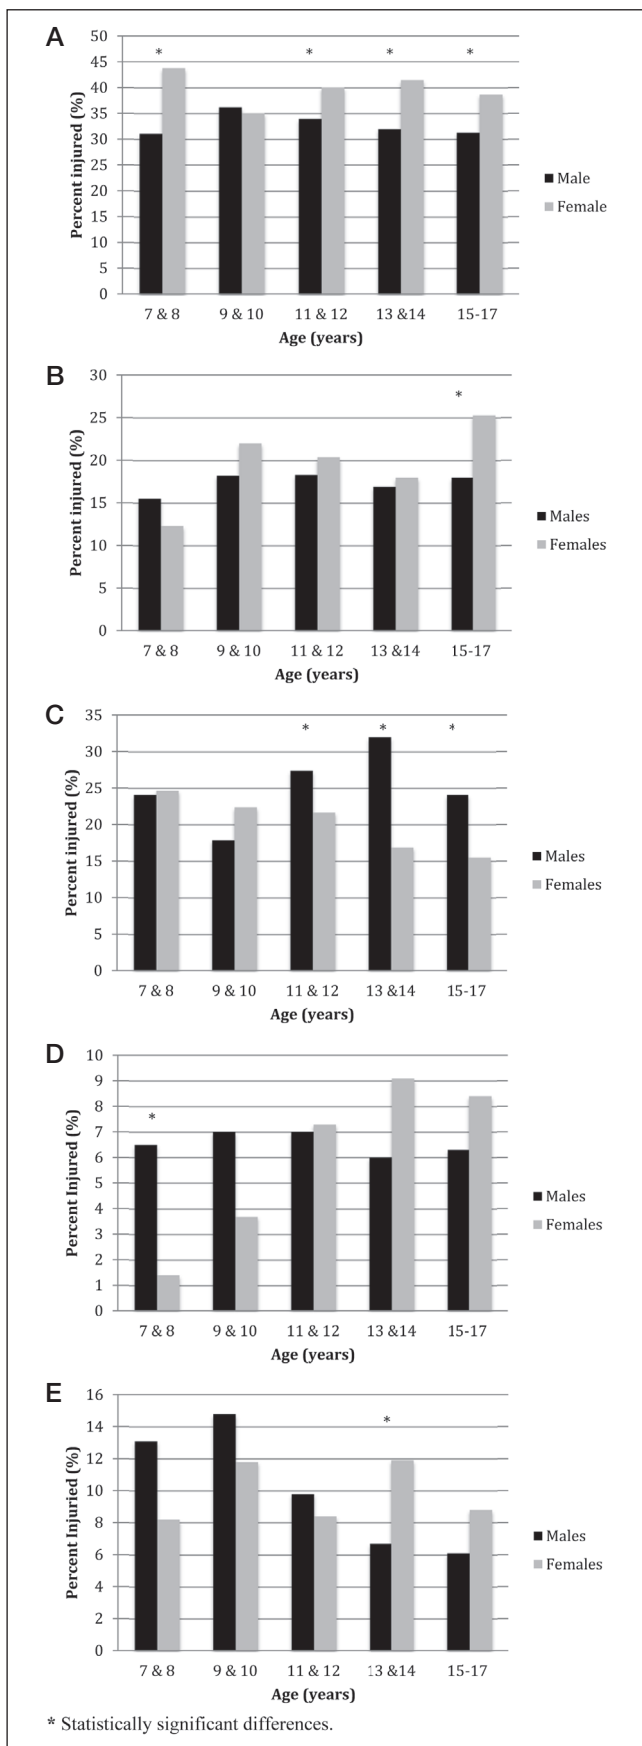 A
50
45
40
35
30
25
20
15
10
5
0
Percent injured (%)
* * * *
7 & 8 9 & 10 11 & 12 13 &14 15-17
Age (years)
Male
Female
B
30
25
20
15
10
5
0
Percent injured (%)
*
7 & 8 9 & 10 11 & 12 13 &14 15-17
Age (years)
Males
Females
C
35
30
25
20
15
10
5
0
Percent injured (%)
* * *
7 & 8 9 & 10 11 & 12 13 &14 15-17
Age (years)
Males
Females
D
10
9
8
7
6
5
4
3
2
1
0
Percent Injured (%)
*
7 & 8 9 & 10 11 & 12 13 &14 15-17
Age (years)
Males
Females
E
16
14
12
10
8
6
4
2
0
Percent Injuried (%)
*
7 & 8 9 & 10 11 & 12 13 &14 15-17
Age (years)
Males
Females
* Statistically significant differences.